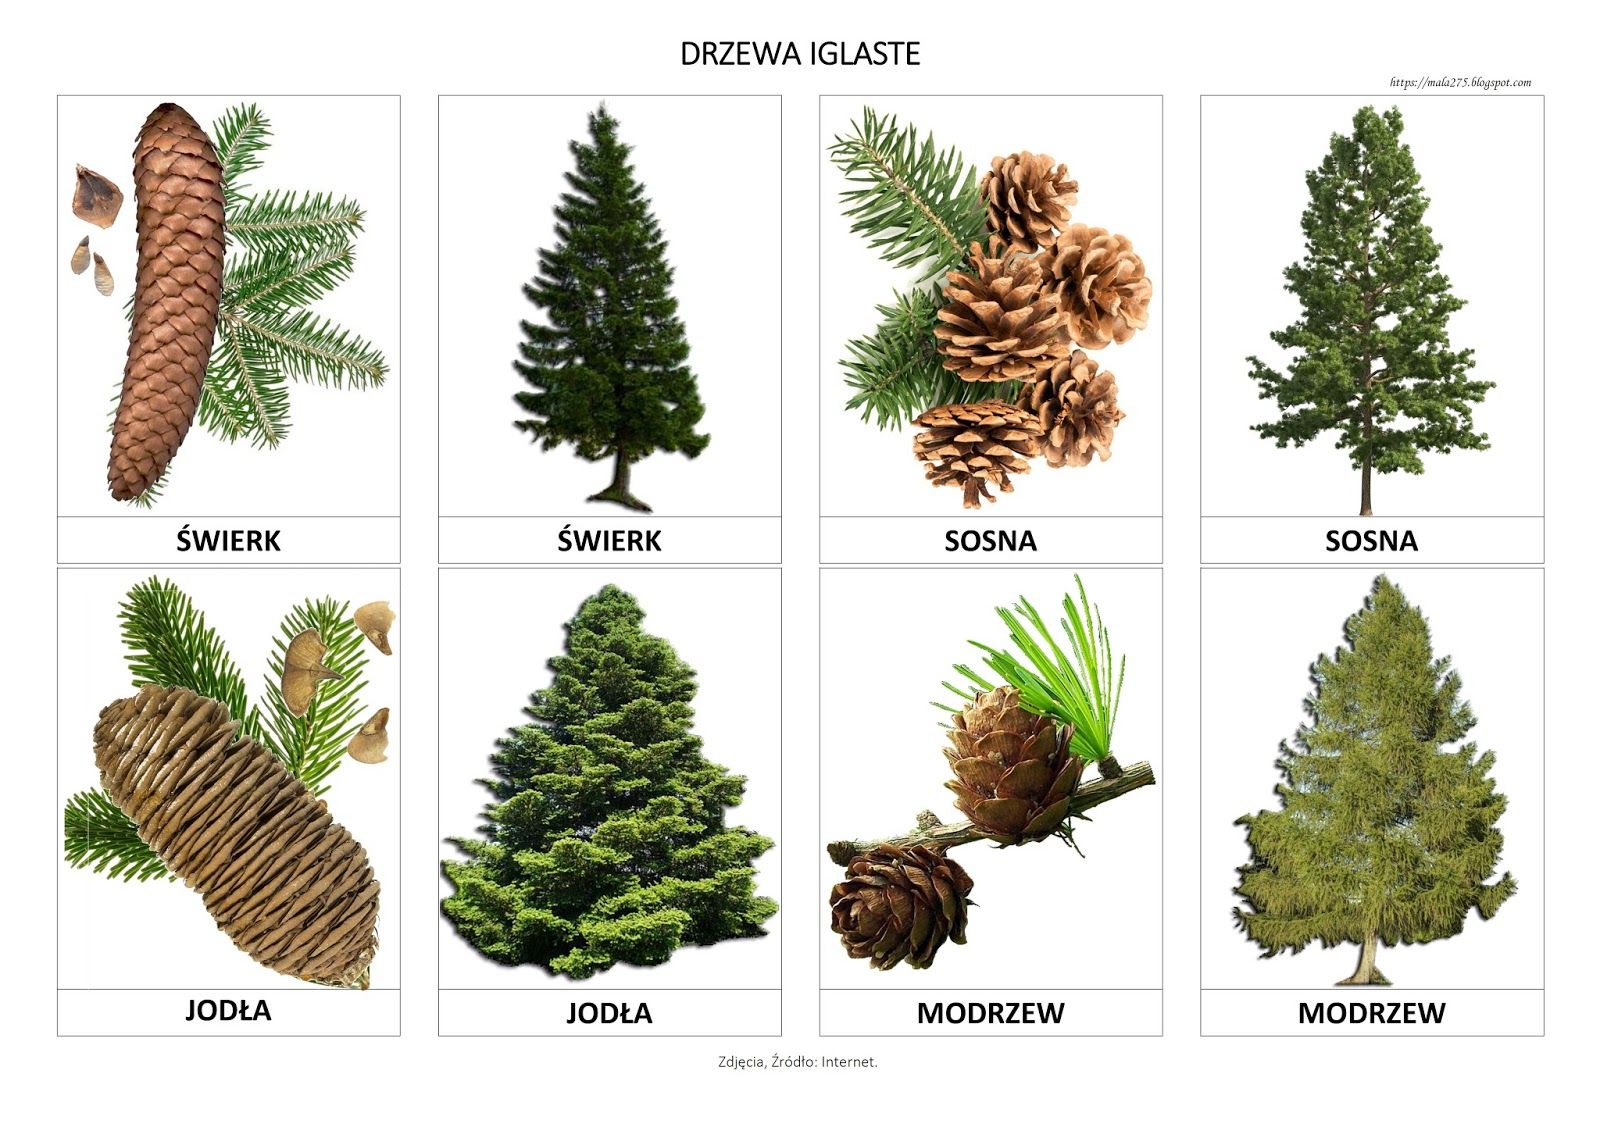 DRZEWA IGLASTE
https://mala275.blogspot.com
ŚWIERK
ŚWIERK
SOSNA
SOSNA
JODŁA
JODŁA
MODRZEW
MODRZEW
Zdjęcia, Źródło: Internet.